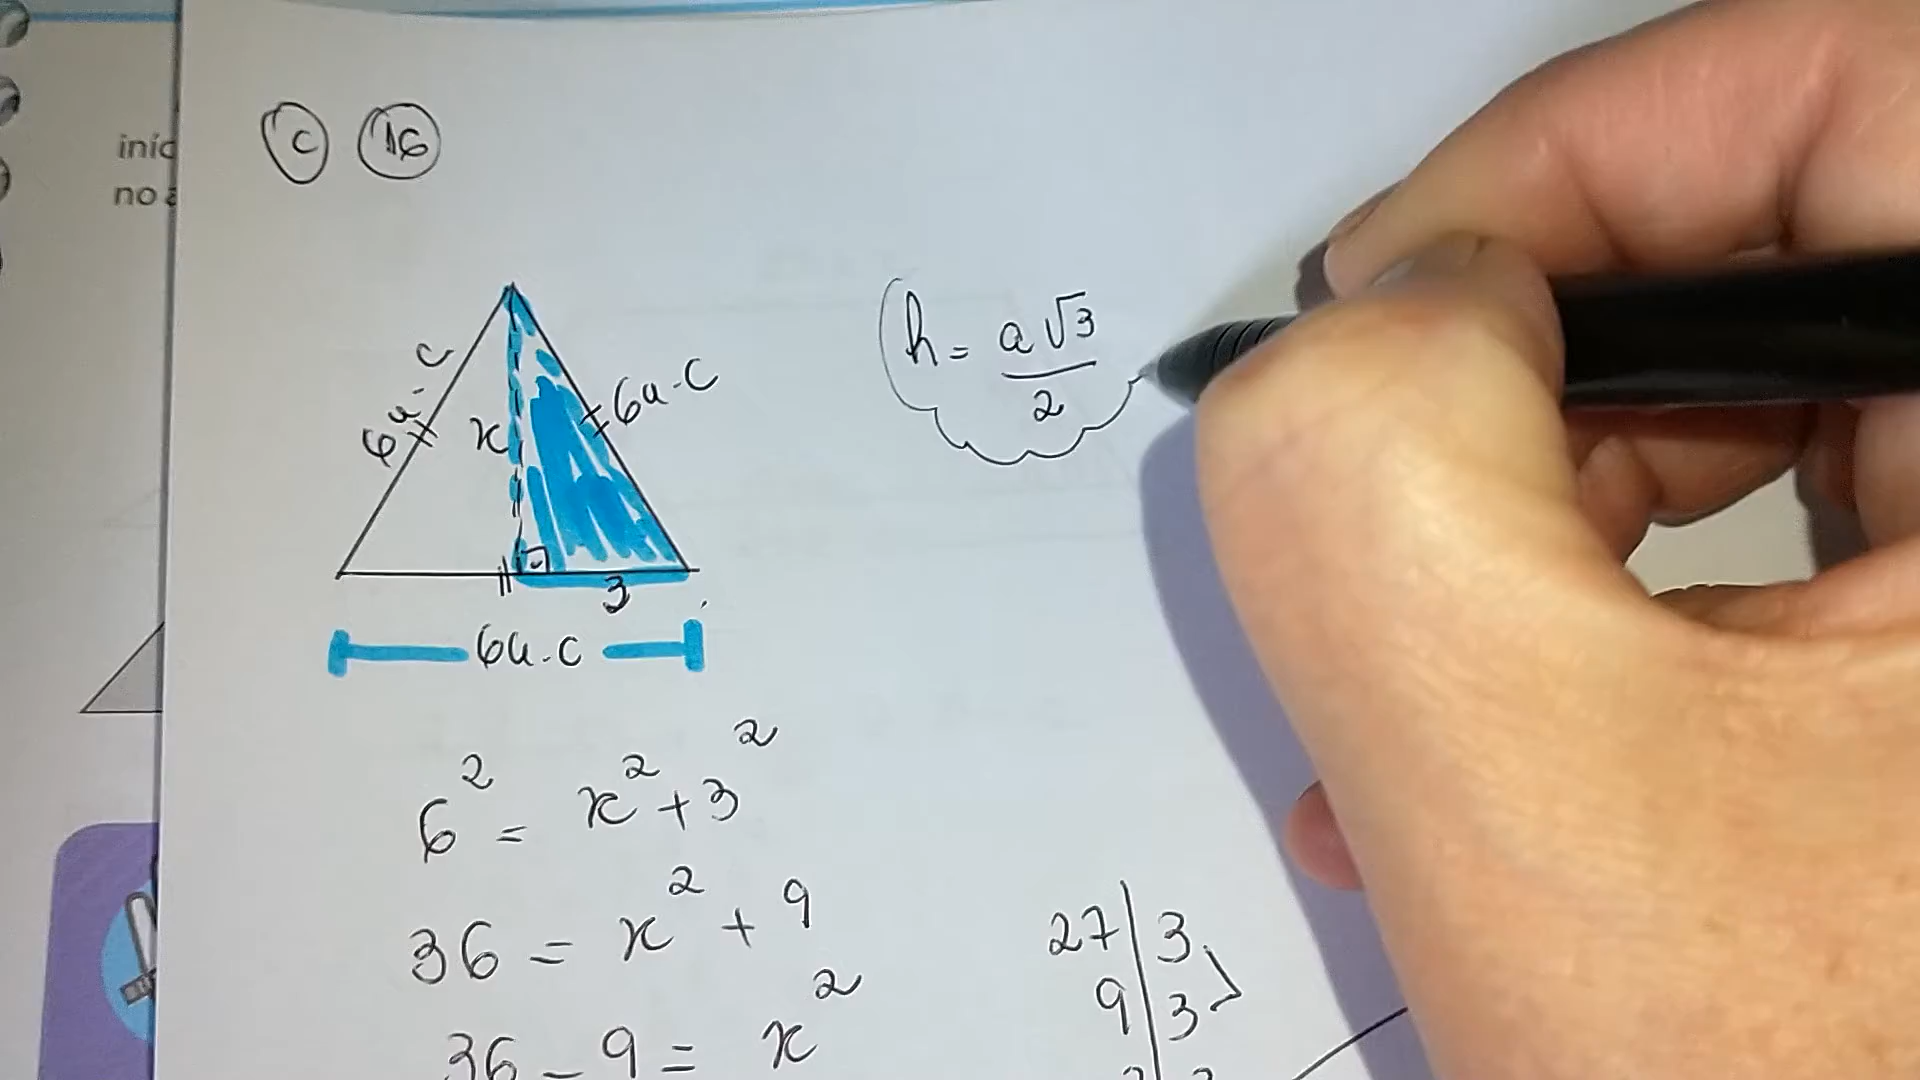 iníc
no a
c 16
h = a√3/2
6u.c
x
6u.c
3
6u.c
6² = x² + 3²
36 = x² + 9
36 - 9 = x²
27 | 3
9 | 3